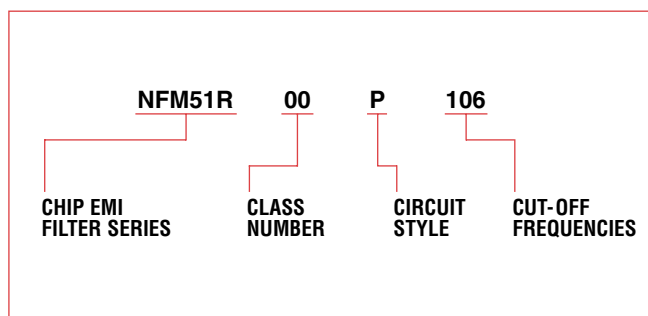 NFM51R 00 P 106
CHIP EMI
FILTER SERIES
CLASS
NUMBER
CIRCUIT
STYLE
CUT-OFF
FREQUENCIES